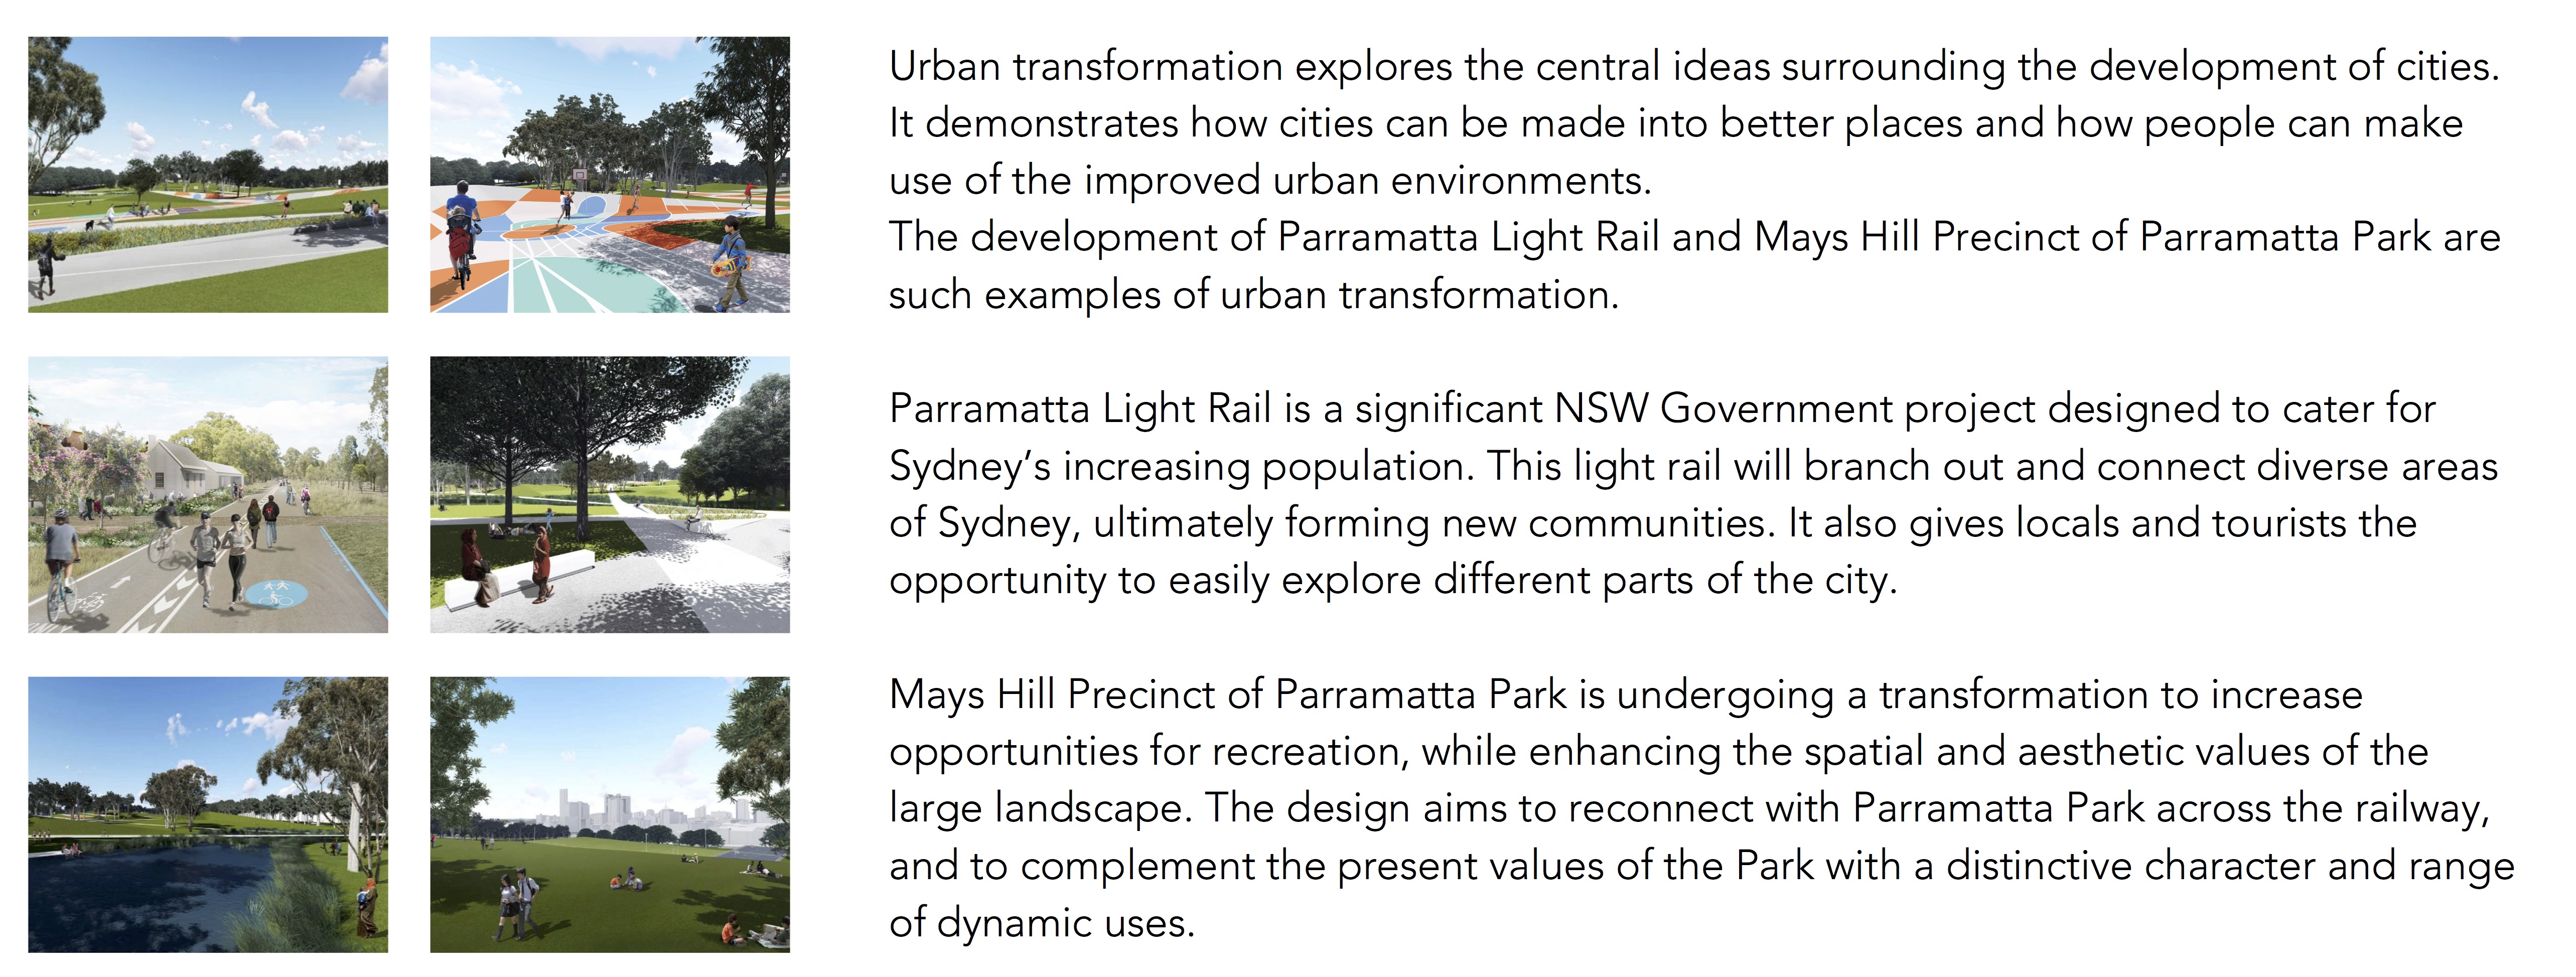 Urban transformation explores the central ideas surrounding the development of cities.
It demonstrates how cities can be made into better places and how people can make
use of the improved urban environments.
The development of Parramatta Light Rail and Mays Hill Precinct of Parramatta Park are
such examples of urban transformation.
Parramatta Light Rail is a significant NSW Government project designed to cater for
Sydney’s increasing population. This light rail will branch out and connect diverse areas
of Sydney, ultimately forming new communities. It also gives locals and tourists the
opportunity to easily explore different parts of the city.
Mays Hill Precinct of Parramatta Park is undergoing a transformation to increase
opportunities for recreation, while enhancing the spatial and aesthetic values of the
large landscape. The design aims to reconnect with Parramatta Park across the railway,
and to complement the present values of the Park with a distinctive character and range
of dynamic uses.